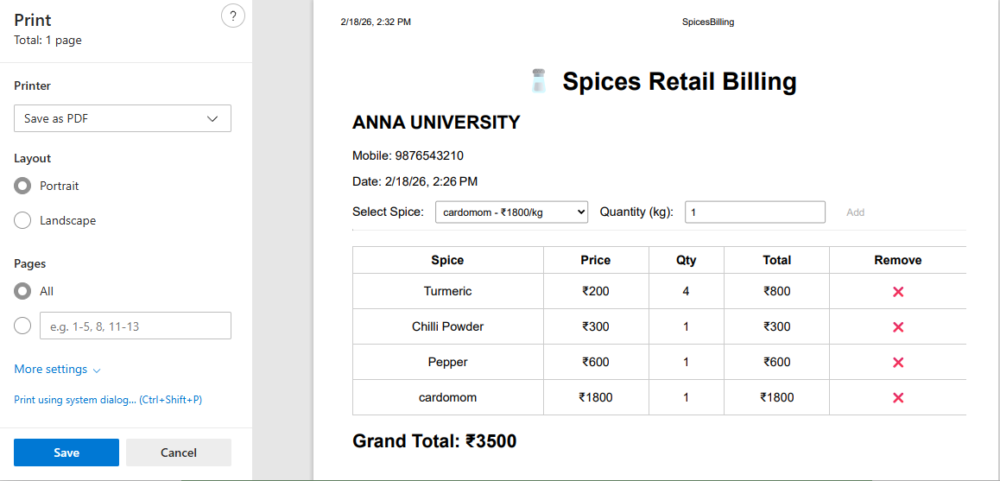 Print
?
Total: 1 page
Printer
Save as PDF
Layout
Portrait
Landscape
Pages
All
e.g. 1-5, 8, 11-13
More settings
Print using system dialog... (Ctrl+Shift+P)
Save Cancel
2/18/26, 2:32 PM SpicesBilling
Spices Retail Billing
ANNA UNIVERSITY
Mobile: 9876543210
Date: 2/18/26, 2:26 PM
Select Spice: cardomom - ₹1800/kg Quantity (kg): 1 Add
Spice Price Qty Total Remove
Turmeric ₹200 4 ₹800 ❌
Chilli Powder ₹300 1 ₹300 ❌
Pepper ₹600 1 ₹600 ❌
cardomom ₹1800 1 ₹1800 ❌
Grand Total: ₹3500